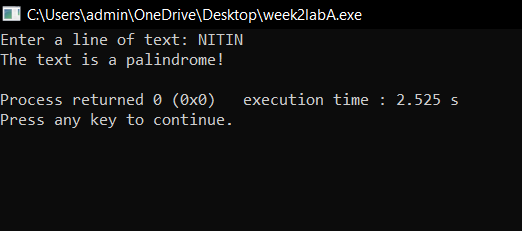 C:\Users\admin\OneDrive\Desktop\week2labA.exe
Enter a line of text: NITIN
The text is a palindrome!
Process returned 0 (0x0)   execution time : 2.525 s
Press any key to continue.